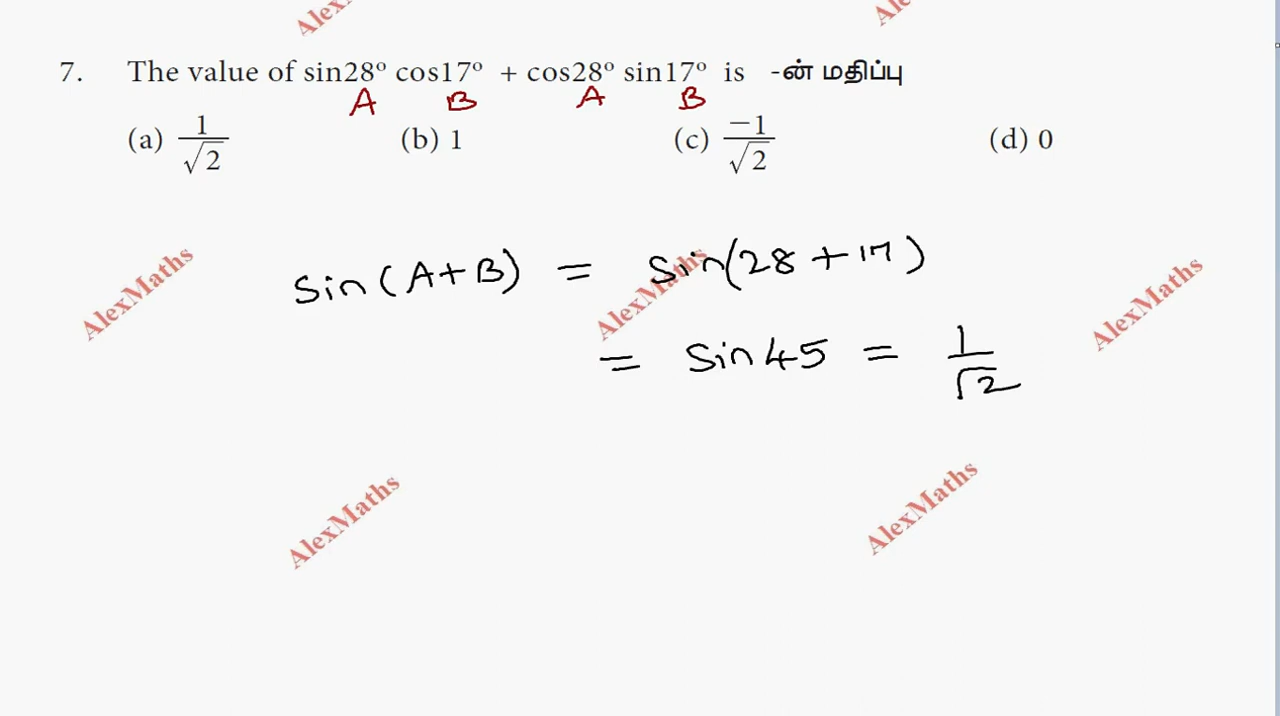 AlexMaths
7. The value of sin28° cos17° + cos28° sin17° is -ன் மதிப்பு
A B A B
(a) 1/√2 (b) 1 (c) -1/√2 (d) 0
Sin(A+B) = Sin(28+17)
AlexMaths AlexMaths AlexMaths
= Sin45 = 1/√2
AlexMaths AlexMaths